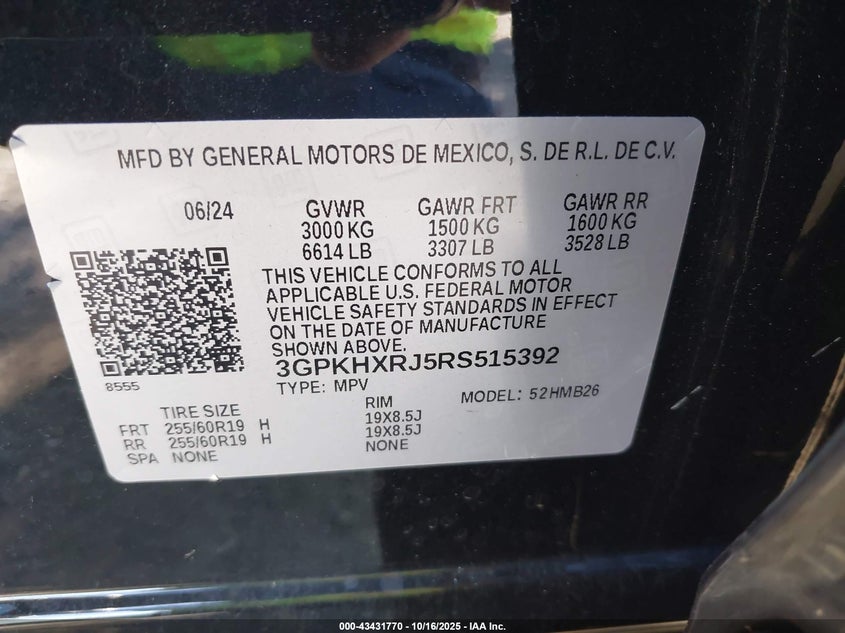 MFD BY GENERAL MOTORS DE MEXICO, S. DE R.L. DE C.V.
06/24 GVWR GAWR FRT GAWR RR
3000 KG 1500 KG 1600 KG
6614 LB 3307 LB 3528 LB
THIS VEHICLE CONFORMS TO ALL
APPLICABLE U.S. FEDERAL MOTOR
VEHICLE SAFETY STANDARDS IN EFFECT
ON THE DATE OF MANUFACTURE
SHOWN ABOVE.
3GPKHXRJ5RS515392
8555 TYPE: MPV MODEL: 52HMB26
TIRE SIZE RIM
FRT 255/60R19 H 19X8.5J
RR 255/60R19 H 19X8.5J
SPA NONE NONE
000-43431770 - 10/16/2025 - IAA Inc.